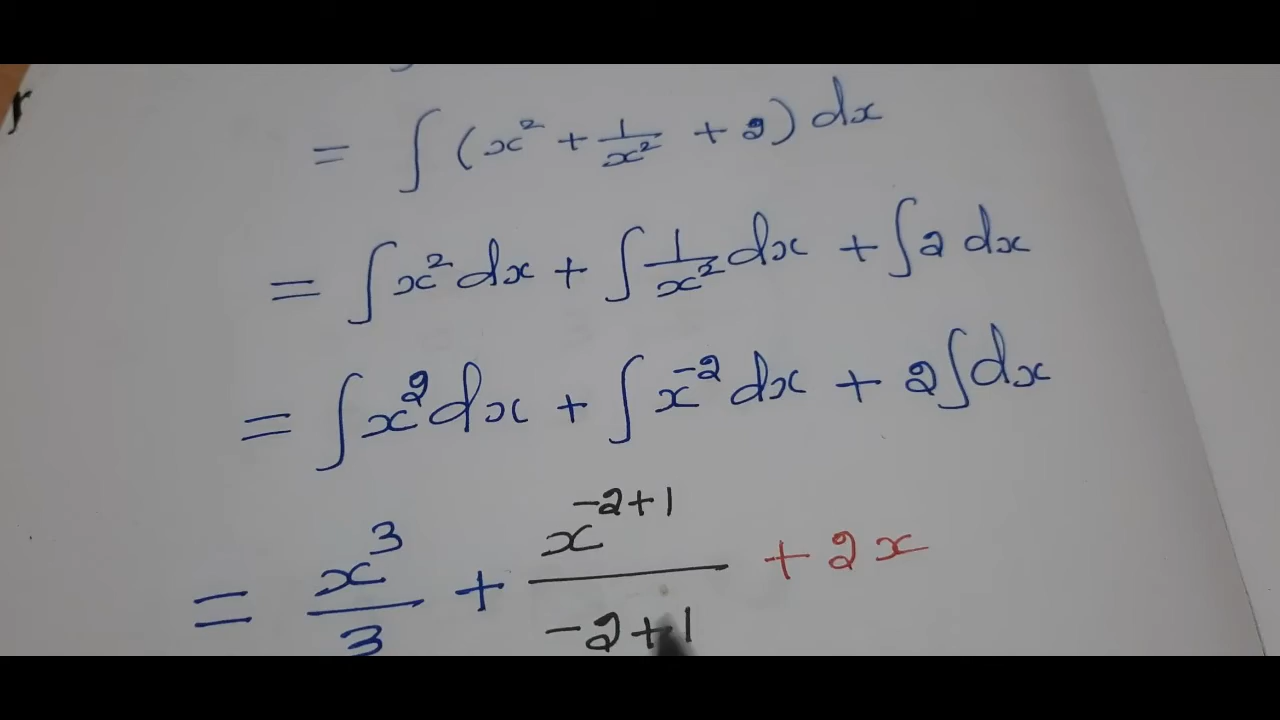 = ∫(x² + 1/x² + 2) dx
= ∫x² dx + ∫1/x² dx + ∫2 dx
= ∫x² dx + ∫x⁻² dx + 2∫dx
= x³/3 + x⁻²⁺¹/-2+1 + 2x